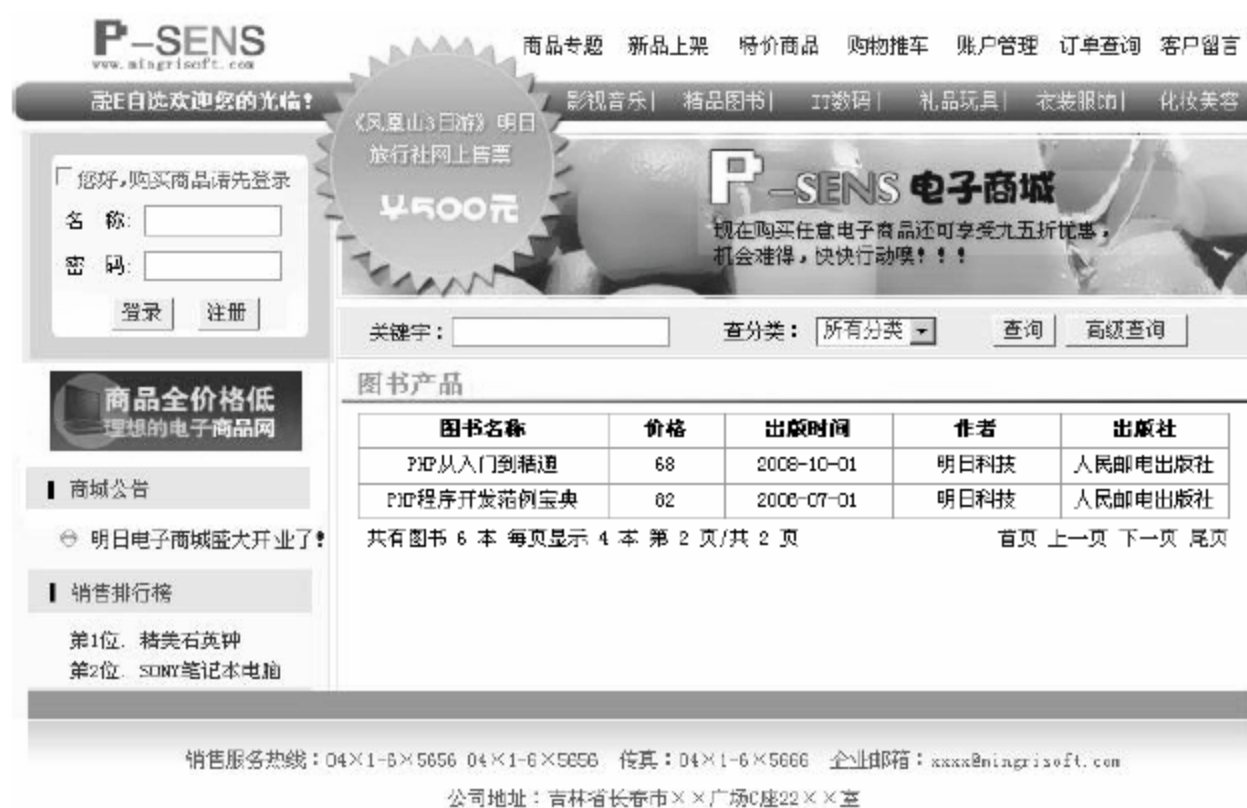 P-SENS
www.mingrisoft.com
商品专题 新品上架 特价商品 购物推车 账户管理 订单查询 客户留言
融E自选欢迎您的光临!
影视音乐| 精品图书| IT数码| 礼品玩具| 衣装服饰| 化妆美容
《凤凰山3日游》明日
旅行社网上售票
¥500元
您好,购买商品请先登录
名 称:
密 码:
登录 注册
P-SENS 电子商城
现在购买任意电子商品还可享受九五折优惠,
机会难得,快快行动噢!!!
关键字: 查分类: 所有分类 查询 高级查询
商品全价格低
理想的电子商品网
图书产品
图书名称 价格 出版时间 作者 出版社
PHP从入门到精通 68 2008-10-01 明日科技 人民邮电出版社
PHP程序开发范例宝典 82 2006-07-01 明日科技 人民邮电出版社
共有图书 6 本 每页显示 4 本 第 2 页/共 2 页 首页 上一页 下一页 尾页
商城公告
明日电子商城盛大开业了!
销售排行榜
第1位. 精美石英钟
第2位. SONY笔记本电脑
销售服务热线:04×1-6×5656 04×1-6×5656 传真:04×1-6×5666 企业邮箱:xxxx@mingrisoft.com
公司地址:吉林省长春市××广场C座22××室